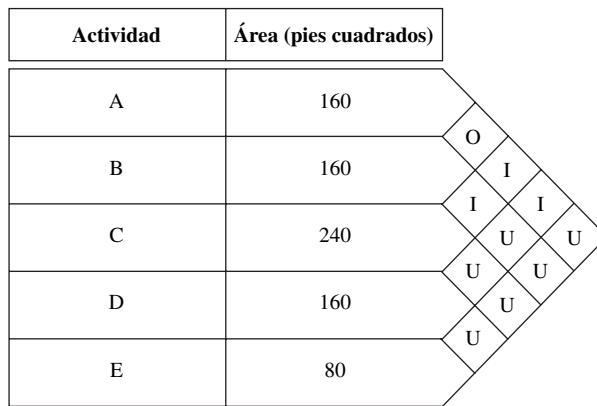 Actividad Área (pies cuadrados)
A 160
O
I
B 160
I I
C 240 U U
U U
D 160 U
U
E 80